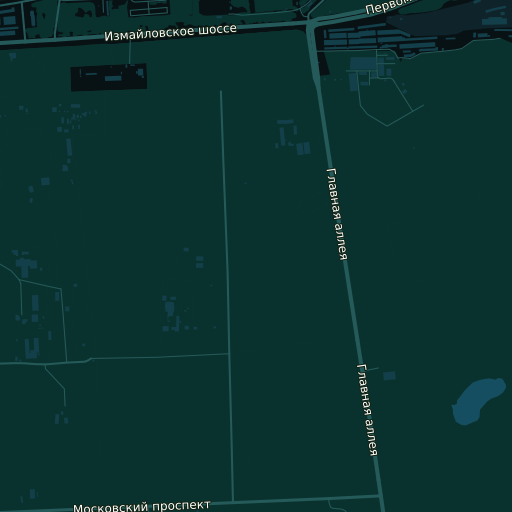 Первом
Измайловское шоссе
Главная аллея
Главная аллея
Московский проспект